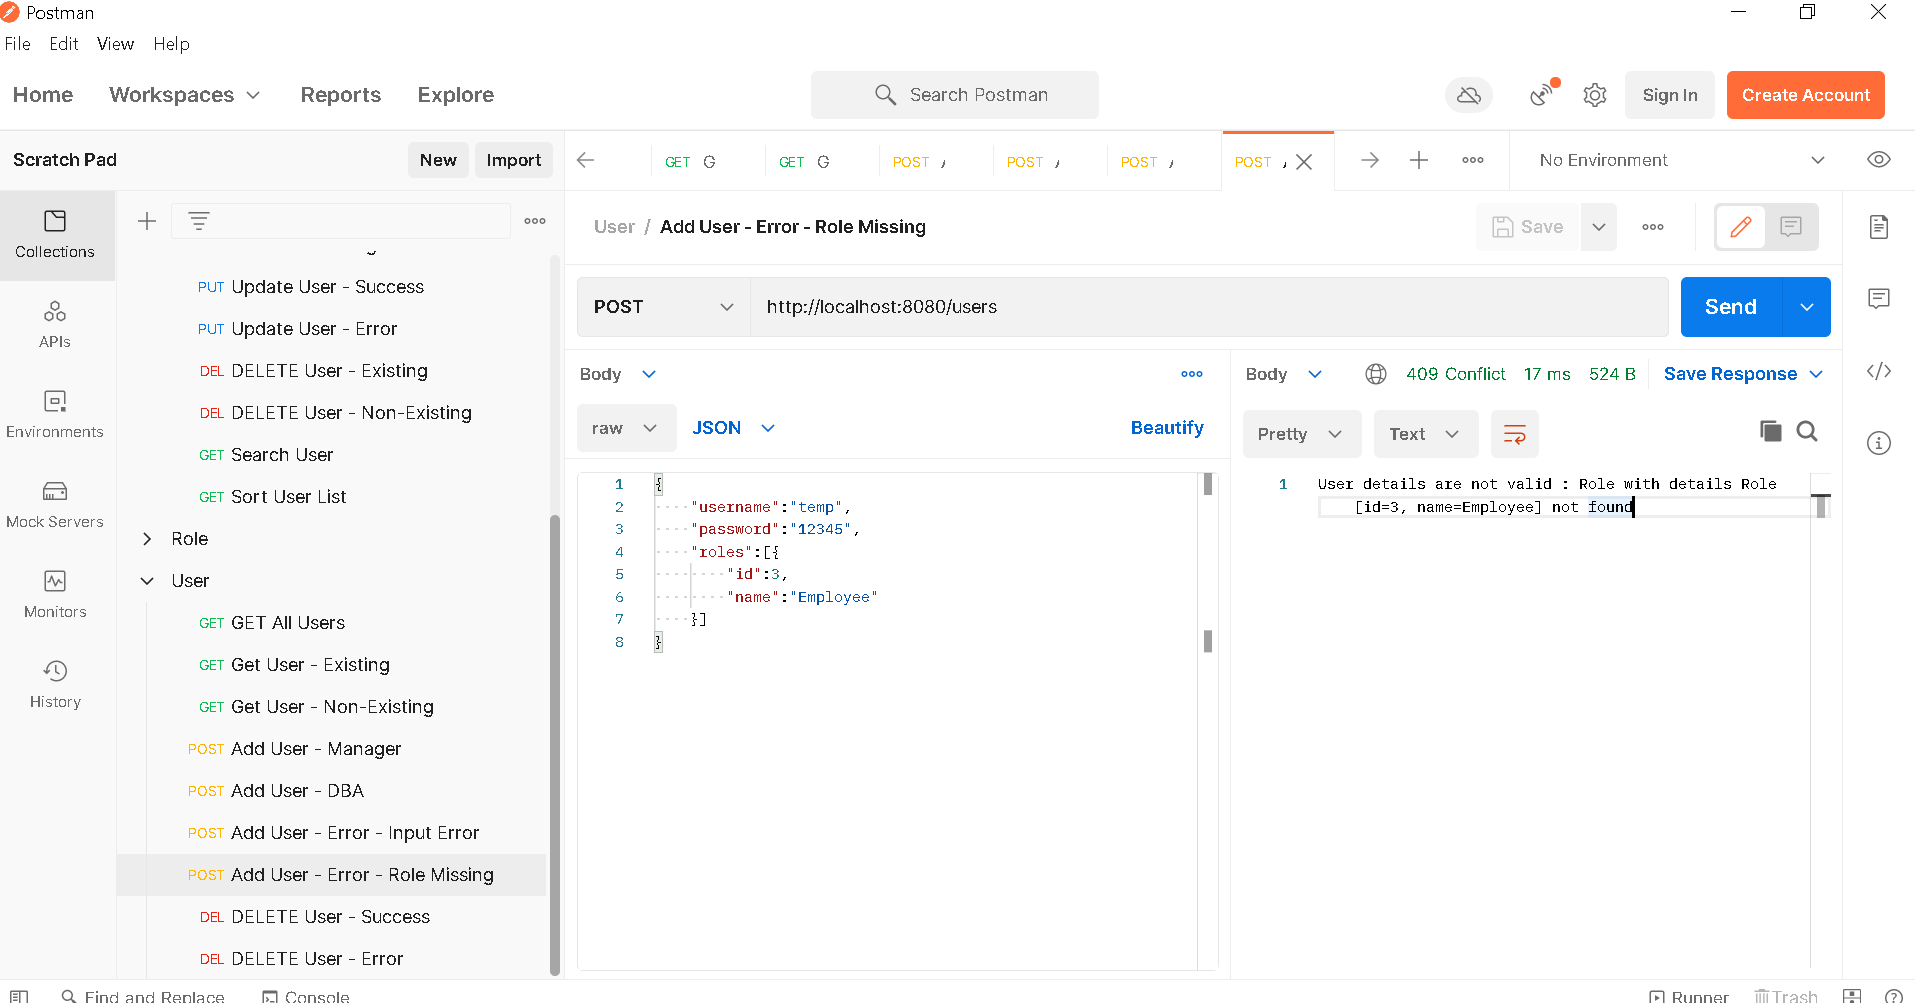 Postman
File Edit View Help
Home Workspaces Reports Explore Search Postman Sign In Create Account
Scratch Pad New Import GET G GET G POST POST POST POST No Environment
Collections
APIs
Environments
Mock Servers
Monitors
History
PUT Update User - Success
PUT Update User - Error
DEL DELETE User - Existing
DEL DELETE User - Non-Existing
GET Search User
GET Sort User List
Role
User
GET GET All Users
GET Get User - Existing
GET Get User - Non-Existing
POST Add User - Manager
POST Add User - DBA
POST Add User - Error - Input Error
POST Add User - Error - Role Missing
DEL DELETE User - Success
DEL DELETE User - Error
User / Add User - Error - Role Missing Save
POST http://localhost:8080/users Send
Body
raw JSON Beautify
1 {
2 "username":"temp",
3 "password":"12345",
4 "roles":[{
5 "id":3,
6 "name":"Employee"
7 }]
8 }
Body 409 Conflict 17 ms 524 B Save Response
Pretty Text
1 User details are not valid : Role with details Role
[id=3, name=Employee] not found
Find and Replace Console Runner Trash